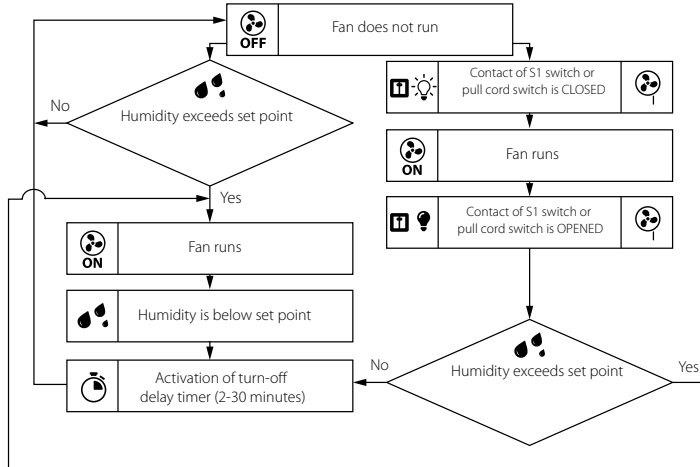 OFF
Fan does not run
Humidity exceeds set point
No
Yes
ON
Fan runs
Humidity is below set point
Activation of turn-off
delay timer (2-30 minutes)
Contact of S1 switch or
pull cord switch is CLOSED
ON
Fan runs
Contact of S1 switch or
pull cord switch is OPENED
Humidity exceeds set point
No
Yes